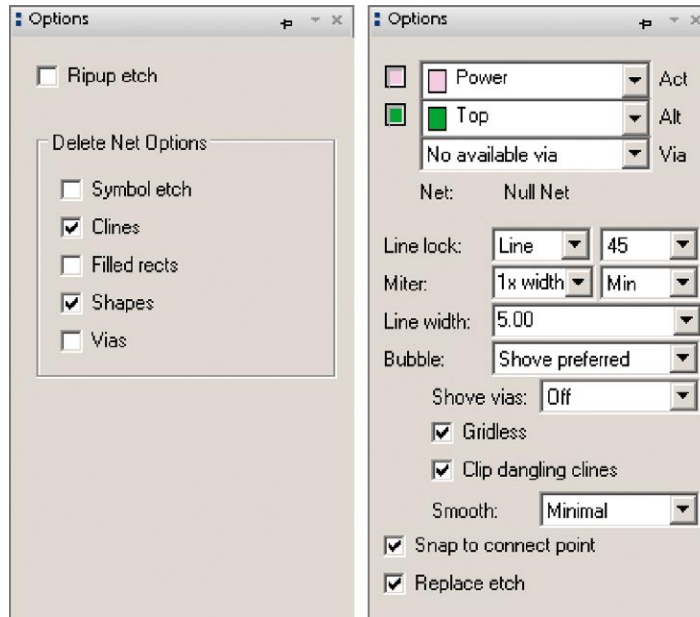 Options
Ripup etch
Delete Net Options
Symbol etch
Clines
Filled rects
Shapes
Vias
Options
Power Act
Top Alt
No available via Via
Net: Null Net
Line lock: Line 45
Miter: 1x width Min
Line width: 5.00
Bubble: Shove preferred
Shove vias: Off
Gridless
Clip dangling clines
Smooth: Minimal
Snap to connect point
Replace etch